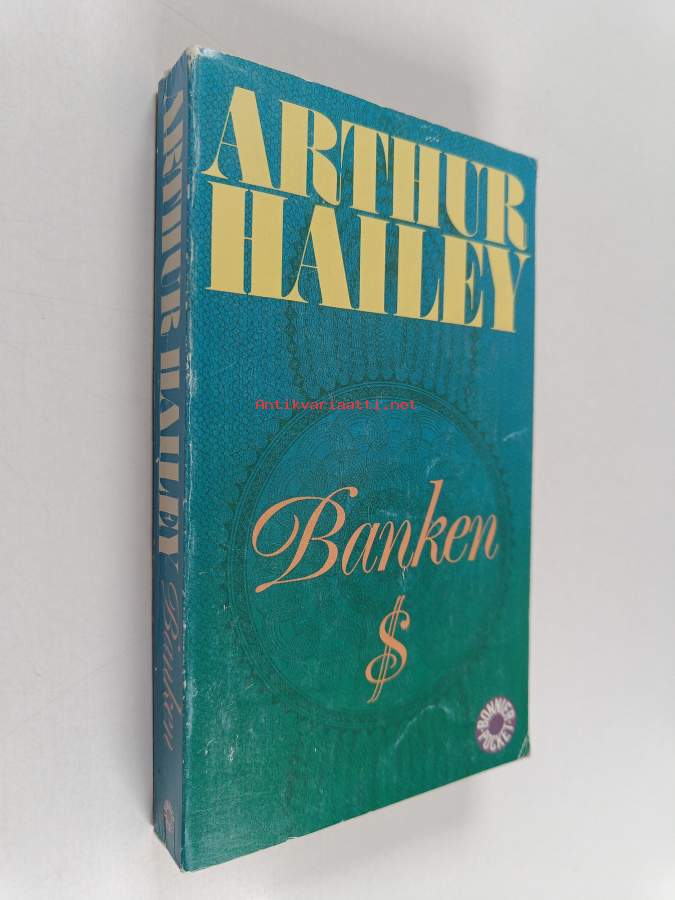 ARTHUR
HAILEY
Antikvariaatti.net
Banken
$
BONNIER
POCKET
ARTHUR HAILEY Banken